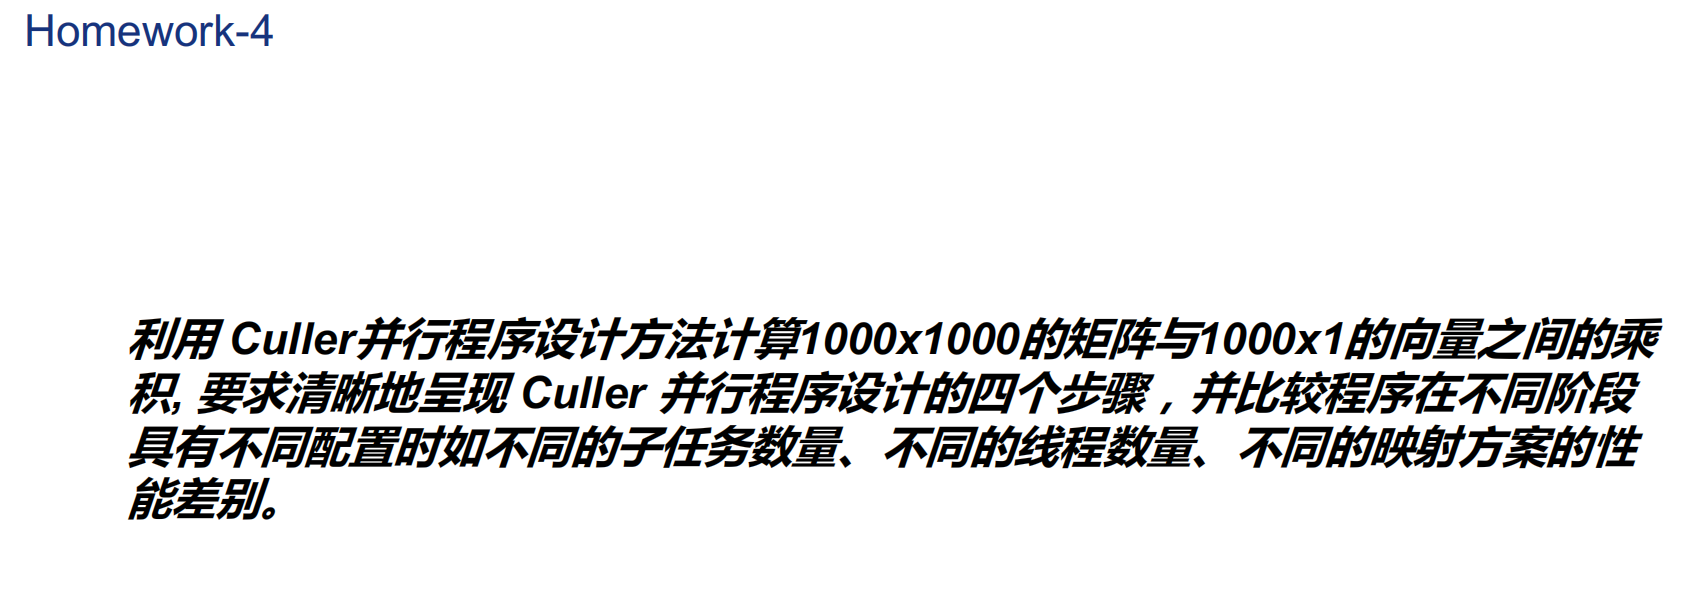 Homework-4
利用 Culler并行程序设计方法计算1000x1000的矩阵与1000x1的向量之间的乘
积, 要求清晰地呈现 Culler 并行程序设计的四个步骤，并比较程序在不同阶段
具有不同配置时如不同的子任务数量、不同的线程数量、不同的映射方案的性
能差别。